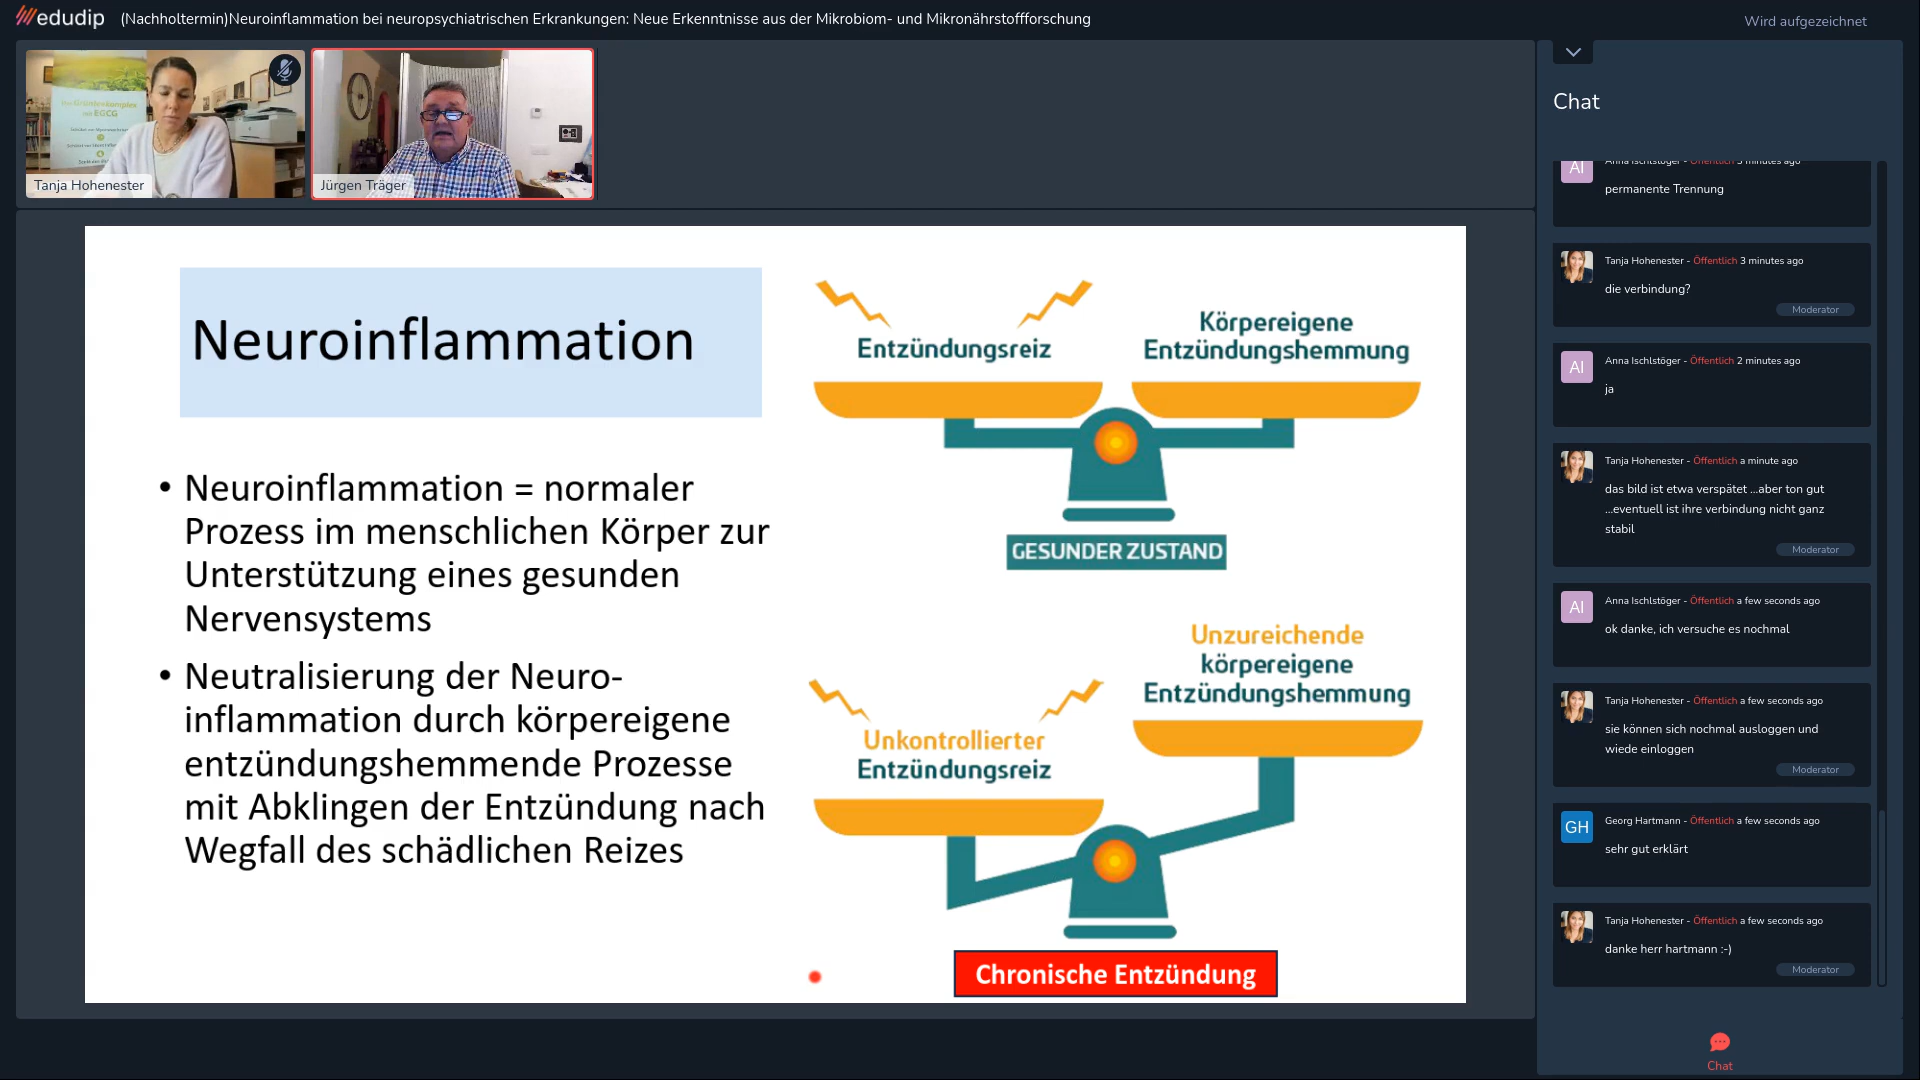 edudip
(Nachholtermin)Neuroinflammation bei neuropsychiatrischen Erkrankungen: Neue Erkenntnisse aus der Mikrobiom- und Mikronährstoffforschung
Wird aufgezeichnet
EGCG
Tanja Hohenester
Jürgen Träger
Neuroinflammation
• Neuroinflammation = normaler
Prozess im menschlichen Körper zur
Unterstützung eines gesunden
Nervensystems
• Neutralisierung der Neuro-
inflammation durch körpereigene
entzündungshemmende Prozesse
mit Abklingen der Entzündung nach
Wegfall des schädlichen Reizes
Entzündungsreiz
Körpereigene
Entzündungshemmung
GESUNDER ZUSTAND
Unkontrollierter
Entzündungsreiz
Unzureichende
körpereigene
Entzündungshemmung
Chronische Entzündung
Chat
AI
Anna Ischlstöger - Öffentlich 3 minutes ago
permanente Trennung
Tanja Hohenester - Öffentlich 3 minutes ago
die verbindung?
Moderator
AI
Anna Ischlstöger - Öffentlich 2 minutes ago
ja
Tanja Hohenester - Öffentlich a minute ago
das bild ist etwa verspätet ...aber ton gut
...eventuell ist ihre verbindung nicht ganz
stabil
Moderator
AI
Anna Ischlstöger - Öffentlich a few seconds ago
ok danke, ich versuche es nochmal
Tanja Hohenester - Öffentlich a few seconds ago
sie können sich nochmal ausloggen und
wiede einloggen
Moderator
GH
Georg Hartmann - Öffentlich a few seconds ago
sehr gut erklärt
Tanja Hohenester - Öffentlich a few seconds ago
danke herr hartmann :-)
Moderator
Chat